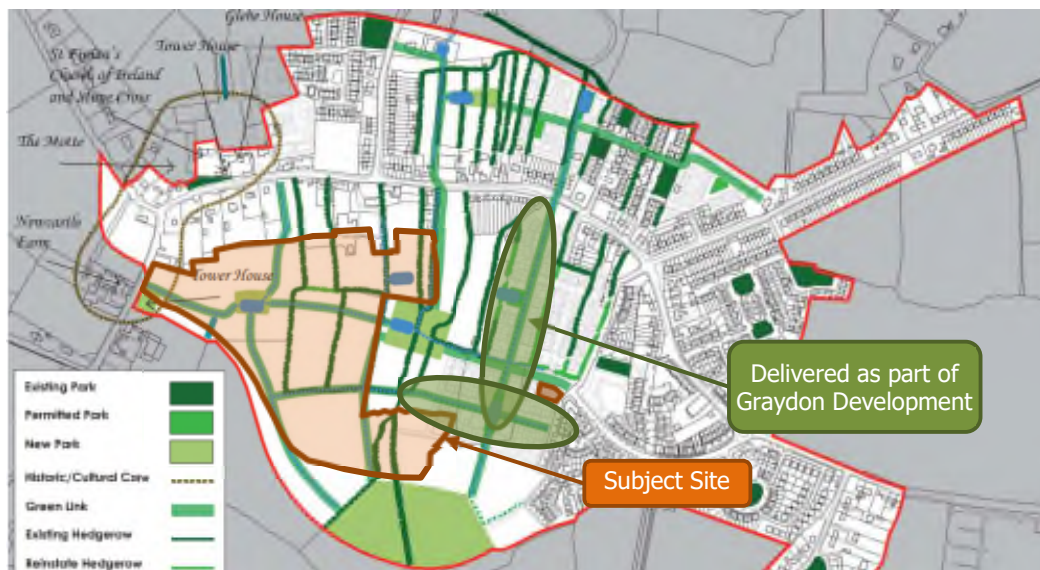 Glebe House
Tower House
St Finian's
Church of Ireland
and Stone Cross
The Motte
Newcastle
Farm
Tower House
Existing Park
Permitted Park
New Park
Historic/Cultural Core
Green Link
Existing Hedgerow
Reinstate Hedgerow
Delivered as part of
Graydon Development
Subject Site